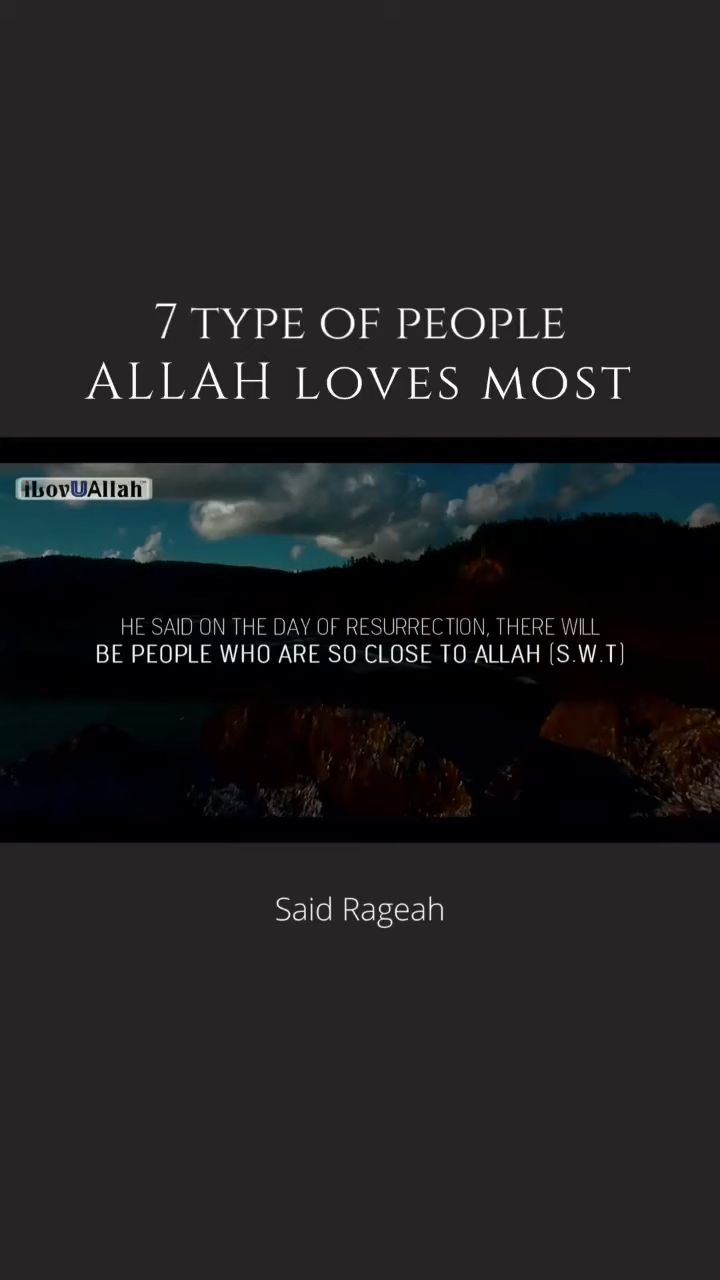 7 TYPE OF PEOPLE
ALLAH LOVES MOST
iLovUAllah
HE SAID ON THE DAY OF RESURRECTION, THERE WILL
BE PEOPLE WHO ARE SO CLOSE TO ALLAH (S.W.T)
Said Rageah